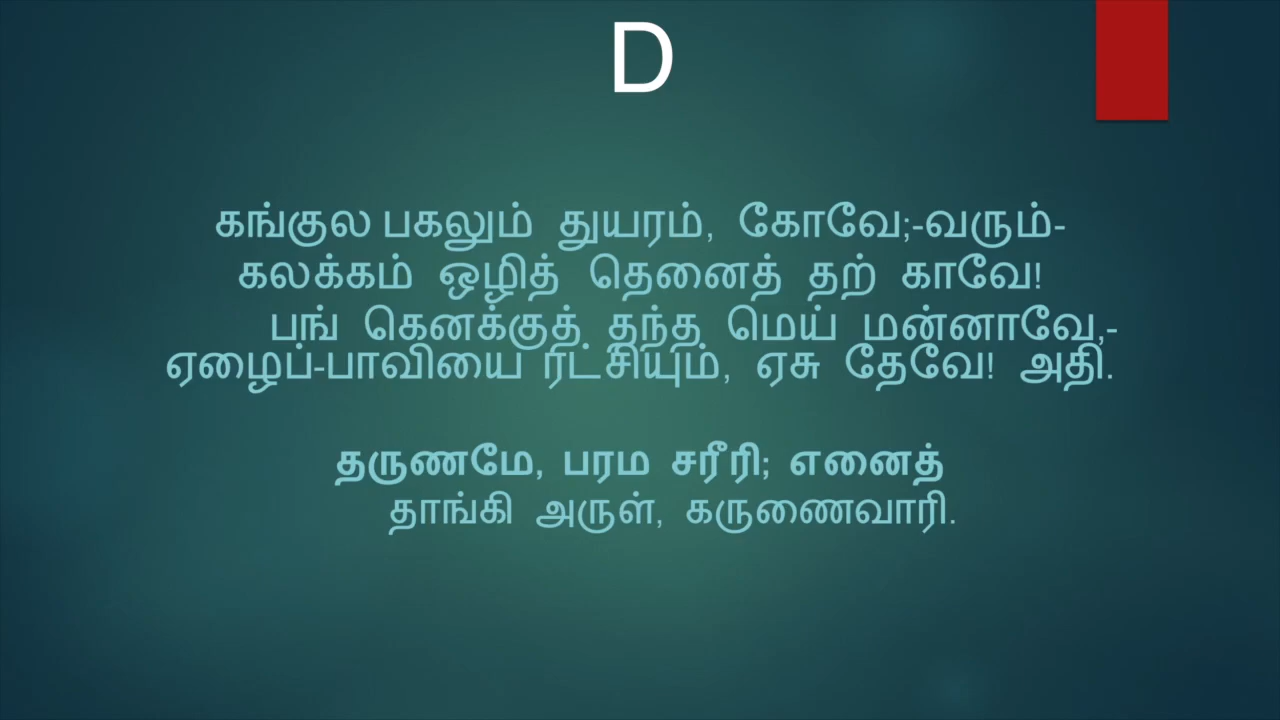 D
கங்குல பகலும் துயரம், கோவே;-வரும்-
கலக்கம் ஒழித் தெனைத் தற் காவே!
பங் கெனக்குத் தந்த மெய் மன்னாவே,-
ஏழைப்-பாவியை ரட்சியும், ஏசு தேவே! அதி.
தருணமே, பரம சரீரி; எனைத்
தாங்கி அருள், கருணைவாரி.